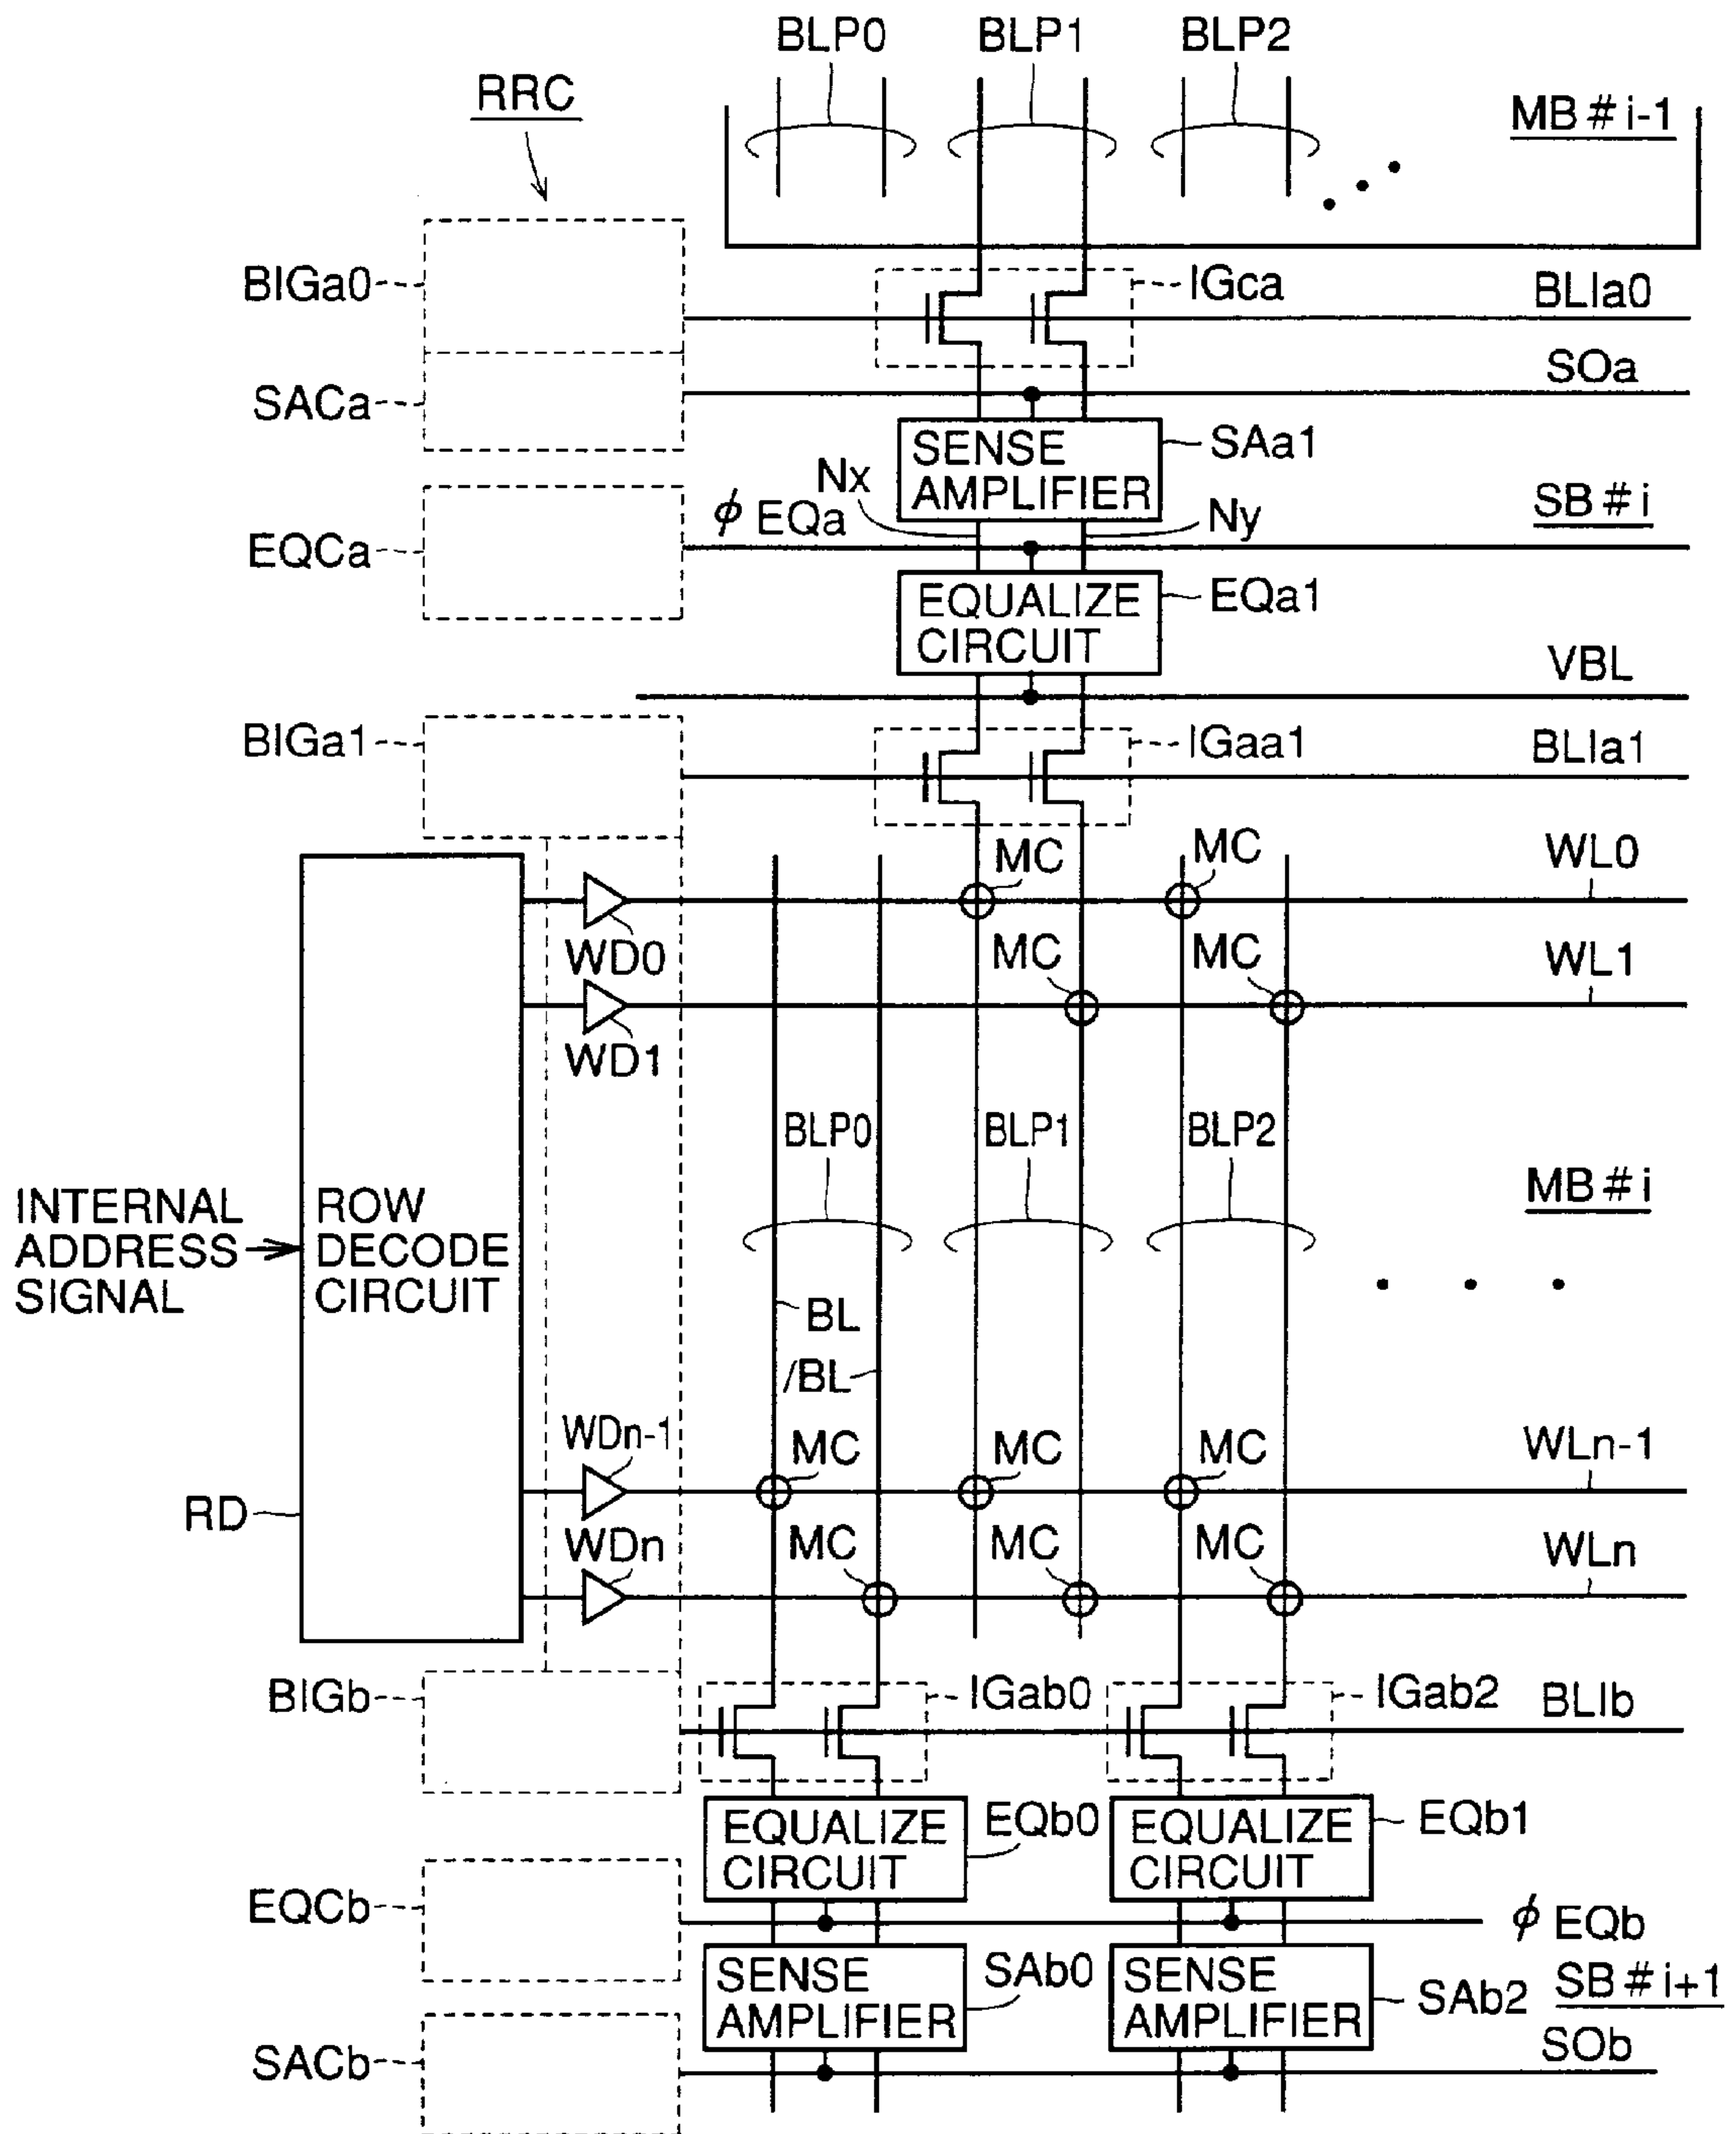 BLP0 BLP1 BLP2
RRC
MB#i-1
BIGa0
IGca
BLIa0
SOa
SACa
SENSE
AMPLIFIER
SAa1
Nx
Ny
φEQa
SB#i
EQCa
EQUALIZE
CIRCUIT
EQa1
VBL
BIGa1
IGaa1
BLIa1
MC MC WL0
WD0
MC MC WL1
WD1
BLP0 BLP1 BLP2
MB#i
INTERNAL
ADDRESS
SIGNAL
ROW
DECODE
CIRCUIT
BL
/BL
WDn-1
MC MC MC WLn-1
RD
WDn
MC MC MC WLn
BIGb
IGab0
IGab2
BLIb
EQUALIZE
CIRCUIT
EQb0
EQUALIZE
CIRCUIT
EQb1
EQCb
φEQb
SENSE
AMPLIFIER
SAb0
SENSE
AMPLIFIER
SAb2
SB#i+1
SACb
SOb